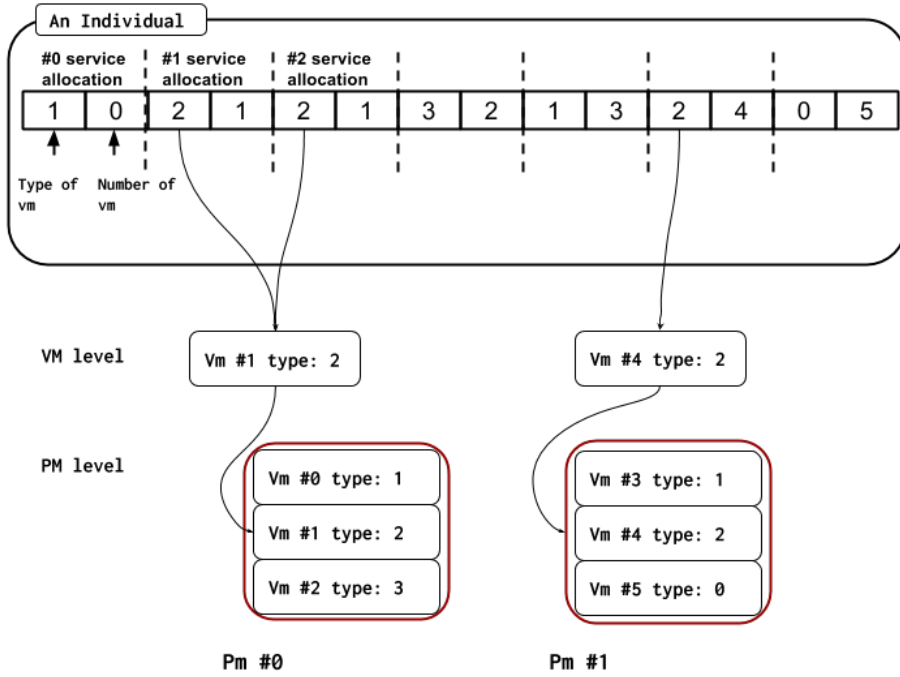 An Individual
#0 service allocation
#1 service allocation
#2 service allocation
1 0 2 1 2 1 3 2 1 3 2 4 0 5
Type of vm
Number of vm
VM level
Vm #1 type: 2
Vm #4 type: 2
PM level
Vm #0 type: 1
Vm #1 type: 2
Vm #2 type: 3
Vm #3 type: 1
Vm #4 type: 2
Vm #5 type: 0
Pm #0
Pm #1